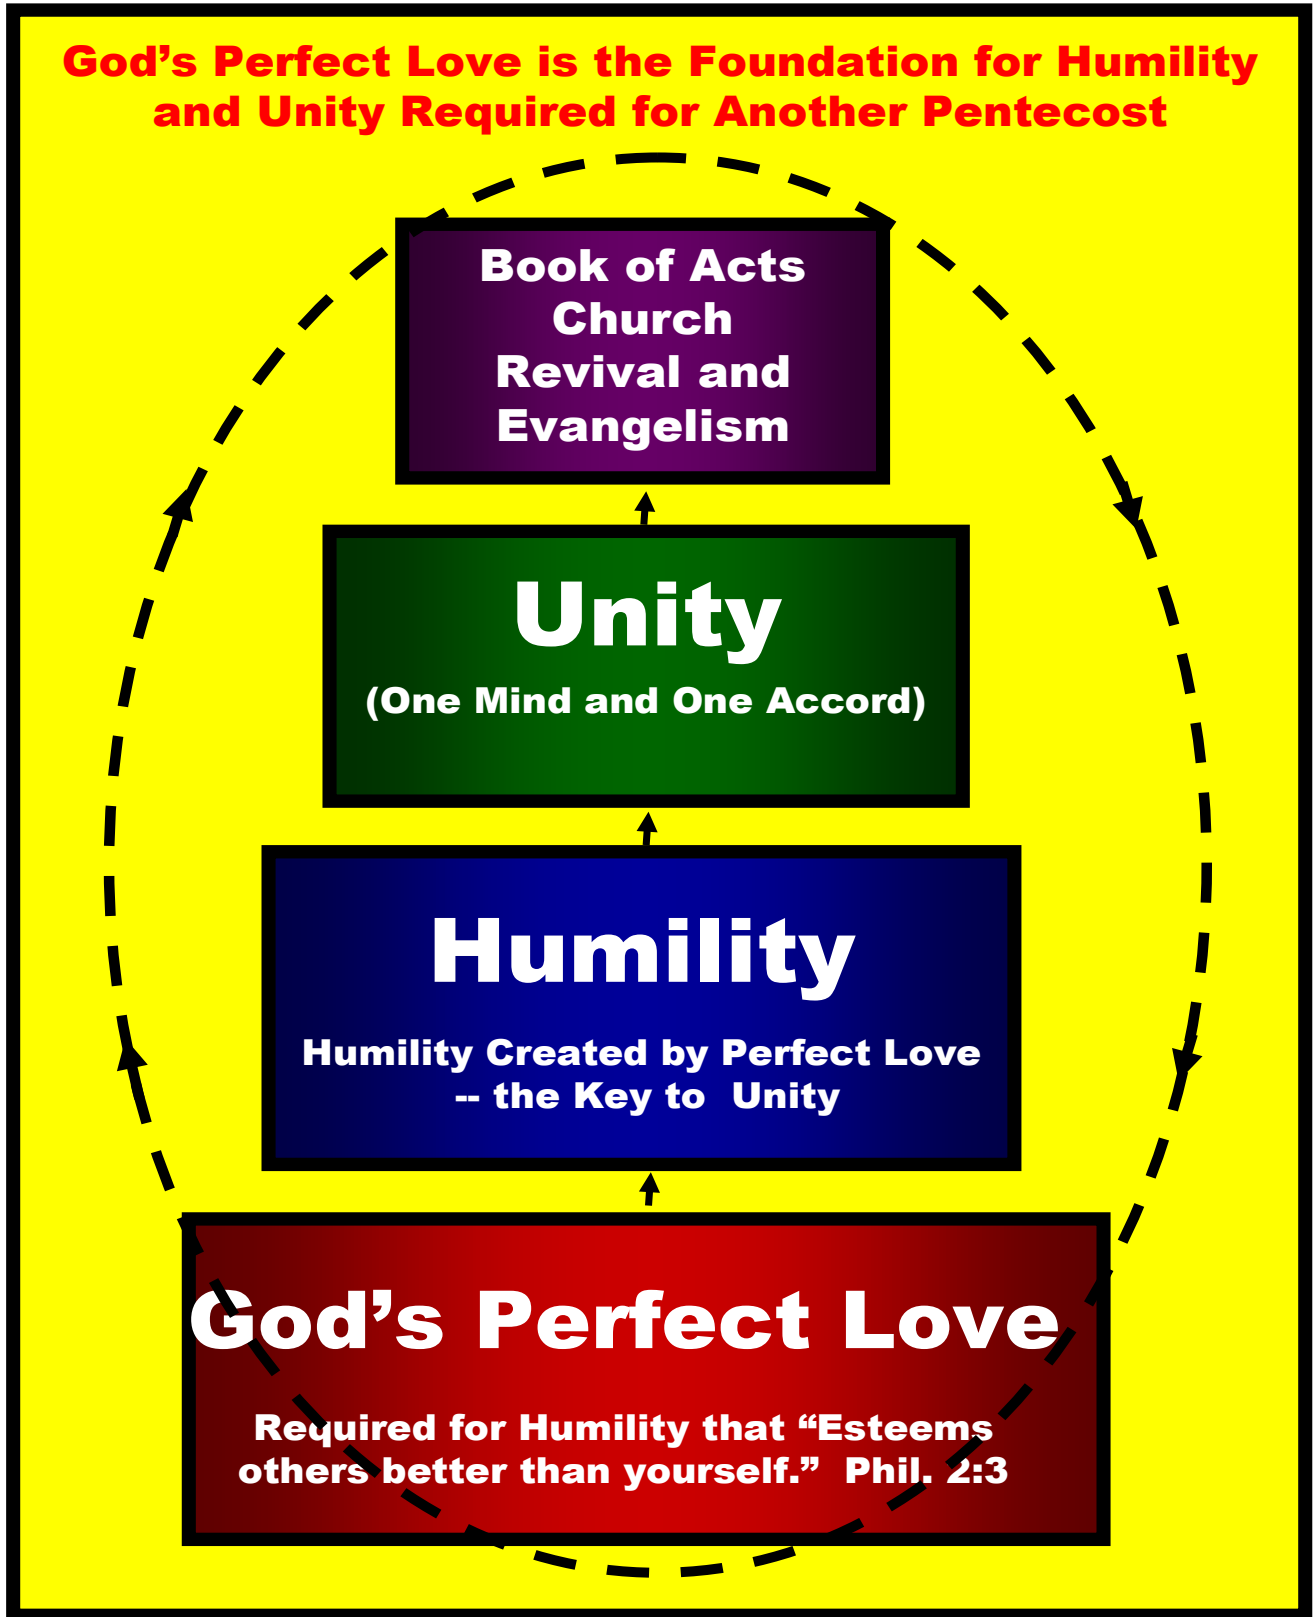 God’s Perfect Love is the Foundation for Humility
and Unity Required for Another Pentecost
Book of Acts
Church
Revival and
Evangelism
Unity
(One Mind and One Accord)
Humility
Humility Created by Perfect Love
-- the Key to  Unity
God’s Perfect Love
Required for Humility that “Esteems
others better than yourself.”  Phil. 2:3